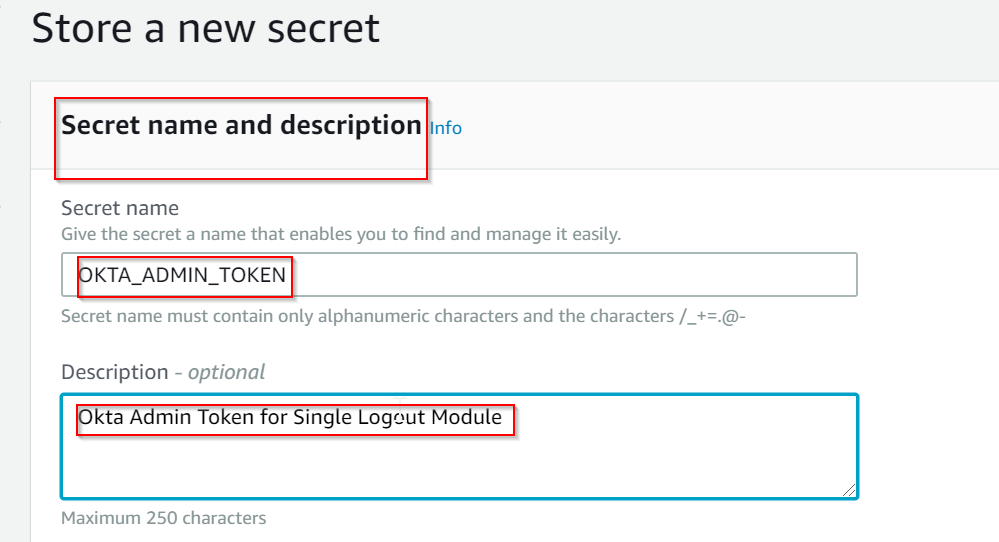 Store a new secret
Secret name and description Info
Secret name
Give the secret a name that enables you to find and manage it easily.
OKTA_ADMIN_TOKEN
Secret name must contain only alphanumeric characters and the characters /_+=.@-
Description - optional
Okta Admin Token for Single Logout Module
Maximum 250 characters